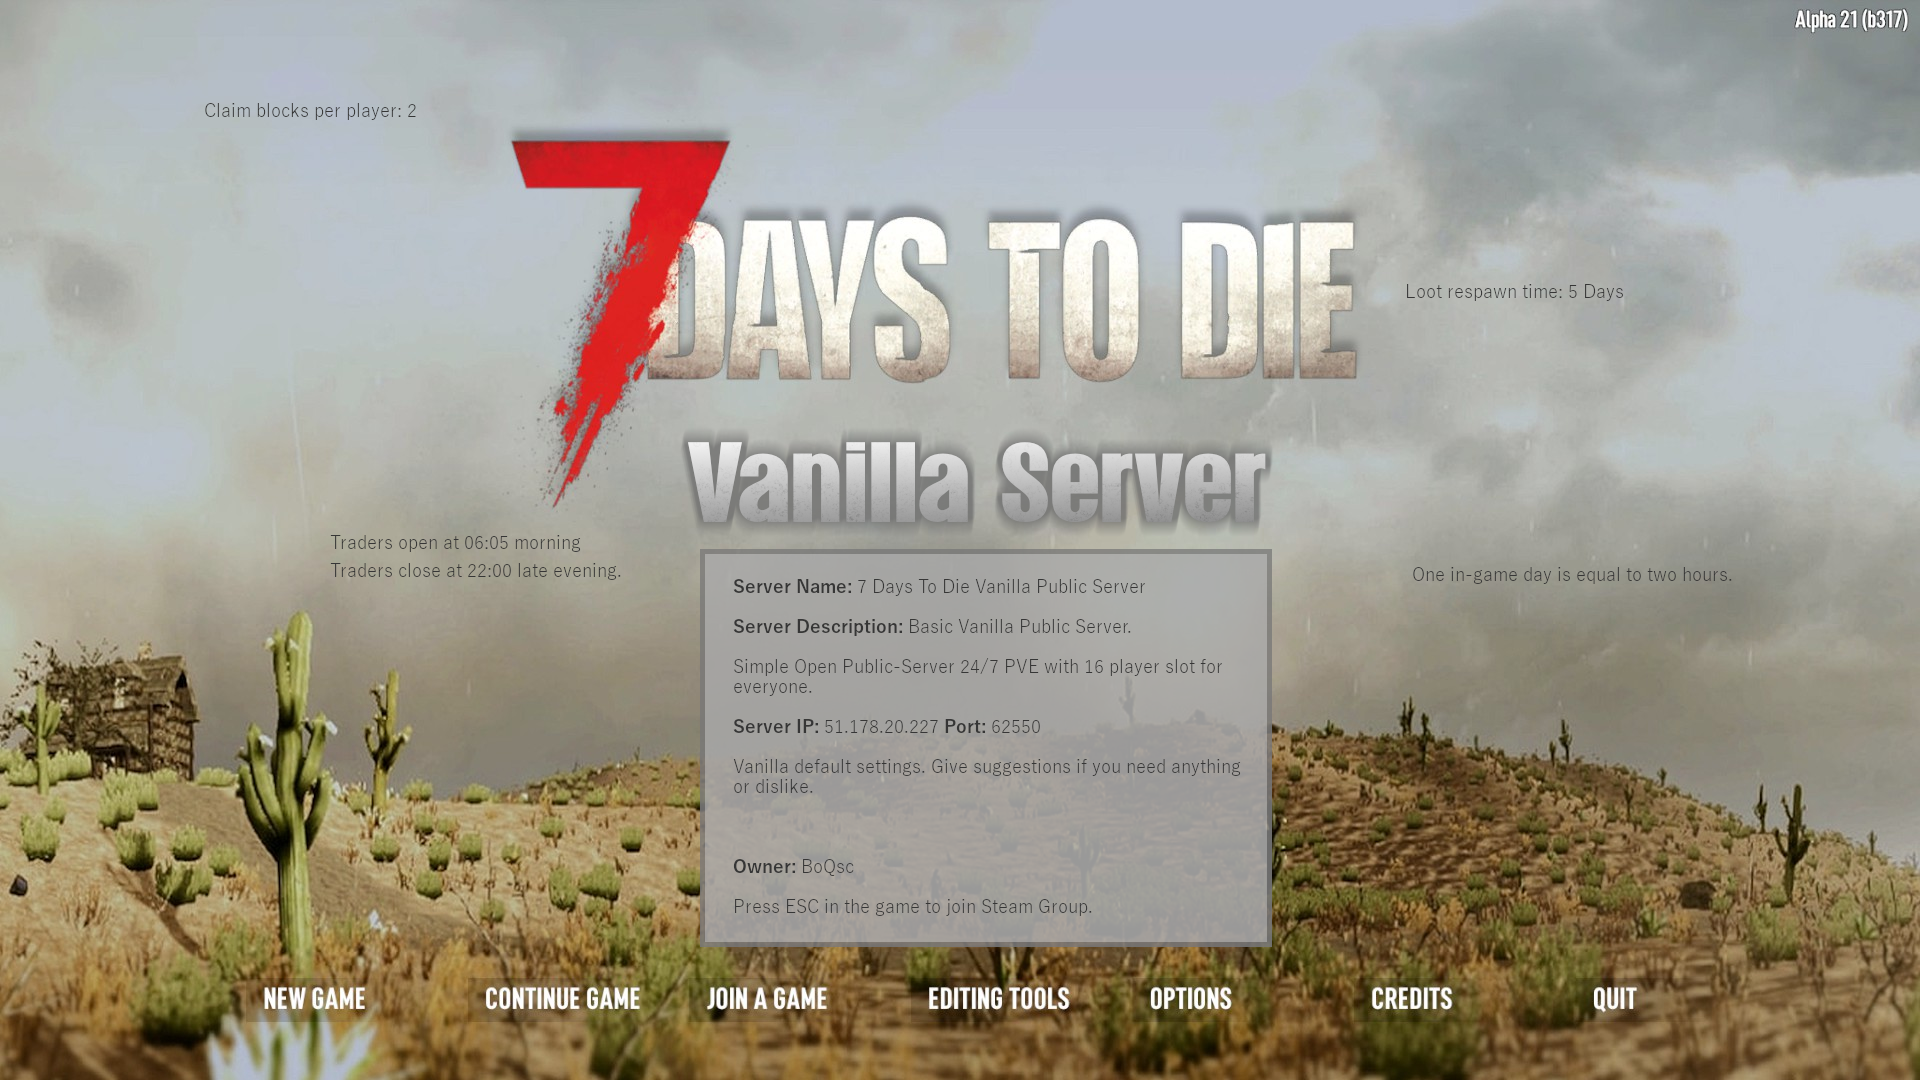 Alpha 21 (b317)
Claim blocks per player: 2
7 DAYS TO DIE
Loot respawn time: 5 Days
Vanilla Server
Traders open at 06:05 morning
Traders close at 22:00 late evening.
One in-game day is equal to two hours.
Server Name: 7 Days To Die Vanilla Public Server
Server Description: Basic Vanilla Public Server.
Simple Open Public-Server 24/7 PVE with 16 player slot for
everyone.
Server IP: 51.178.20.227 Port: 62550
Vanilla default settings. Give suggestions if you need anything
or dislike.
Owner: BoQsc
Press ESC in the game to join Steam Group.
NEW GAME
CONTINUE GAME
JOIN A GAME
EDITING TOOLS
OPTIONS
CREDITS
QUIT